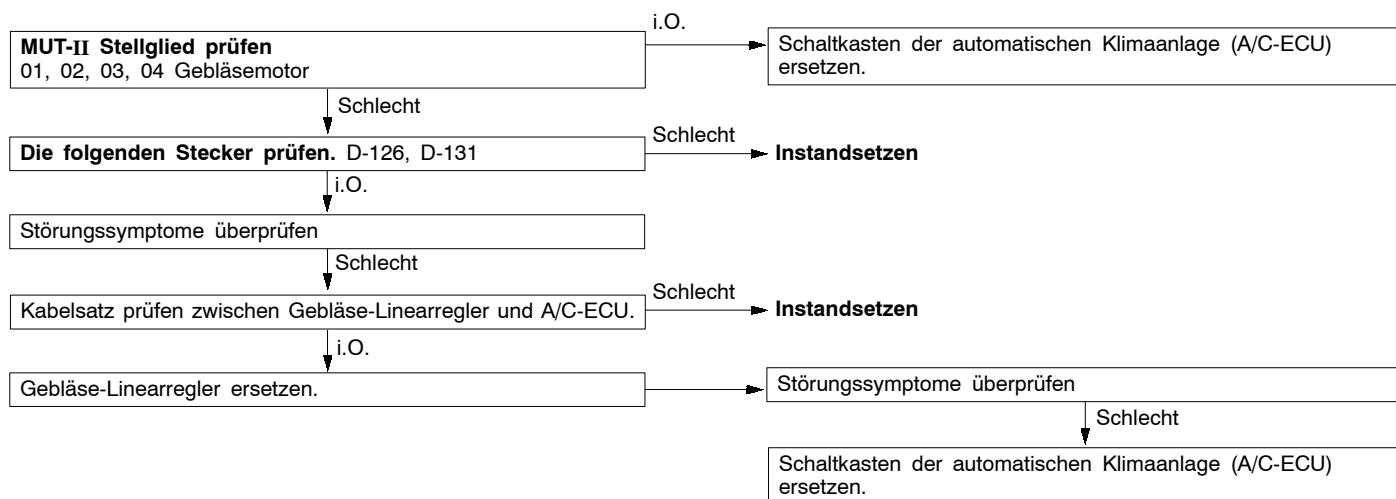 MUT-II Stellglied prüfen
01, 02, 03, 04 Gebläsemotor
i.O.
Schaltkasten der automatischen Klimaanlage (A/C-ECU)
ersetzen.
Schlecht
Die folgenden Stecker prüfen. D-126, D-131
Schlecht
Instandsetzen
i.O.
Störungssymptome überprüfen
Schlecht
Kabelsatz prüfen zwischen Gebläse-Linearregler und A/C-ECU.
Schlecht
Instandsetzen
i.O.
Gebläse-Linearregler ersetzen.
Störungssymptome überprüfen
Schlecht
Schaltkasten der automatischen Klimaanlage (A/C-ECU)
ersetzen.